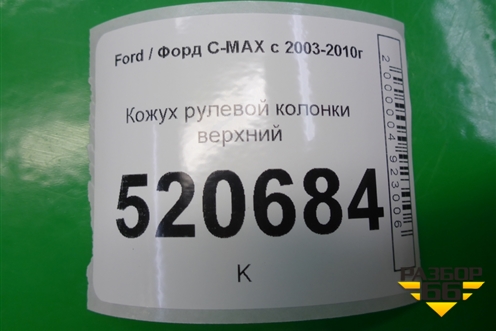 Ford / Форд C-MAX с 2003-2010г
Кожух рулевой колонки
верхний
520684
К
2000004923006
РАЗБОР
66